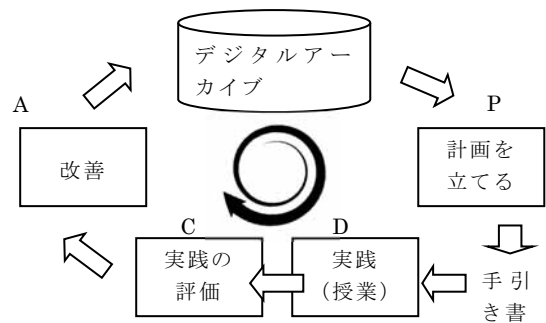 デジタルアー
カイブ
A
P
改善
計画を
立てる
C
D
実践の
評価
実践
（授業）
手引
き書